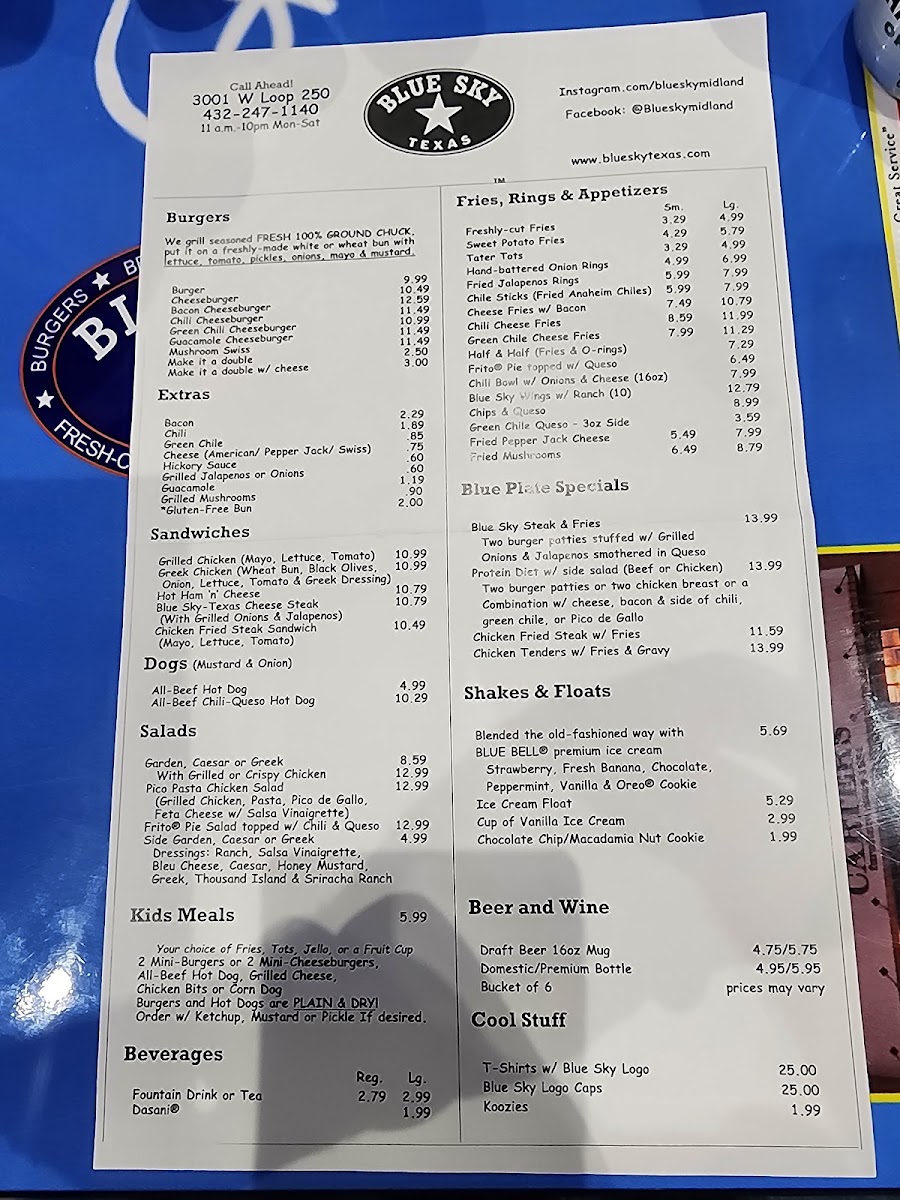 Call Ahead!
3001 W Loop 250
432-247-1140
11 a.m.-10pm Mon-Sat
BLUE SKY
TEXAS
TM
Instagram.com/blueskymidland
Facebook: @Blueskymidland
www.blueskytexas.com
Burgers
We grill seasoned FRESH 100% GROUND CHUCK,
put it on a freshly-made white or wheat bun with
lettuce, tomato, pickles, onions, mayo & mustard.
Burger 9.99
Cheeseburger 10.49
Bacon Cheeseburger 12.59
Chili Cheeseburger 11.49
Green Chili Cheeseburger 10.99
Guacamole Cheeseburger 11.49
Mushroom Swiss 11.49
Make it a double 2.50
Make it a double w/ cheese 3.00
Extras
Bacon 2.29
Chili 1.89
Green Chile .85
Cheese (American/ Pepper Jack/ Swiss) .75
Hickory Sauce .60
Grilled Jalapenos or Onions .60
Guacamole 1.19
Grilled Mushrooms .90
*Gluten-Free Bun 2.00
Sandwiches
Grilled Chicken (Mayo, Lettuce, Tomato) 10.99
Greek Chicken (Wheat Bun, Black Olives, 10.99
Onion, Lettuce, Tomato & Greek Dressing)
Hot Ham 'n' Cheese 10.79
Blue Sky-Texas Cheese Steak 10.79
(With Grilled Onions & Jalapenos)
Chicken Fried Steak Sandwich 10.49
(Mayo, Lettuce, Tomato)
Dogs (Mustard & Onion)
All-Beef Hot Dog 4.99
All-Beef Chili-Queso Hot Dog 10.29
Salads
Garden, Caesar or Greek 8.59
With Grilled or Crispy Chicken 12.99
Pico Pasta Chicken Salad 12.99
(Grilled Chicken, Pasta, Pico de Gallo,
Feta Cheese w/ Salsa Vinaigrette)
Frito® Pie Salad topped w/ Chili & Queso 12.99
Side Garden, Caesar or Greek 4.99
Dressings: Ranch, Salsa Vinaigrette,
Bleu Cheese, Caesar, Honey Mustard,
Greek, Thousand Island & Sriracha Ranch
Kids Meals 5.99
Your choice of Fries, Tots, Jello, or a Fruit Cup
2 Mini-Burgers or 2 Mini-Cheeseburgers,
All-Beef Hot Dog, Grilled Cheese,
Chicken Bits or Corn Dog
Burgers and Hot Dogs are PLAIN & DRY!
Order w/ Ketchup, Mustard or Pickle If desired.
Beverages
Reg. Lg.
Fountain Drink or Tea 2.79 2.99
Dasani® 1.99
Fries, Rings & Appetizers
Sm. Lg.
Freshly-cut Fries 3.29 4.99
Sweet Potato Fries 4.29 5.79
Tater Tots 3.29 4.99
Hand-battered Onion Rings 4.99 6.99
Fried Jalapenos Rings 5.99 7.99
Chile Sticks (Fried Anaheim Chiles) 5.99 7.99
Cheese Fries w/ Bacon 7.49 10.79
Chili Cheese Fries 8.59 11.99
Green Chile Cheese Fries 7.99 11.29
Half & Half (Fries & O-rings) 7.29
Frito® Pie topped w/ Queso 6.49
Chili Bowl w/ Onions & Cheese (16oz) 7.99
Blue Sky Wings w/ Ranch (10) 12.79
Chips & Queso 8.99
Green Chile Queso - 3oz Side 3.59
Fried Pepper Jack Cheese 5.49 7.99
Fried Mushrooms 6.49 8.79
Blue Plate Specials
Blue Sky Steak & Fries 13.99
Two burger patties stuffed w/ Grilled
Onions & Jalapenos smothered in Queso
Protein Diet w/ side salad (Beef or Chicken) 13.99
Two burger patties or two chicken breast or a
Combination w/ cheese, bacon & side of chili,
green chile, or Pico de Gallo
Chicken Fried Steak w/ Fries 11.59
Chicken Tenders w/ Fries & Gravy 13.99
Shakes & Floats
Blended the old-fashioned way with 5.69
BLUE BELL® premium ice cream
Strawberry, Fresh Banana, Chocolate,
Peppermint, Vanilla & Oreo® Cookie
Ice Cream Float 5.29
Cup of Vanilla Ice Cream 2.99
Chocolate Chip/Macadamia Nut Cookie 1.99
Beer and Wine
Draft Beer 16oz Mug 4.75/5.75
Domestic/Premium Bottle 4.95/5.95
Bucket of 6 prices may vary
Cool Stuff
T-Shirts w/ Blue Sky Logo 25.00
Blue Sky Logo Caps 25.00
Koozies 1.99
BURGERS
FRESH-C
Great Service"